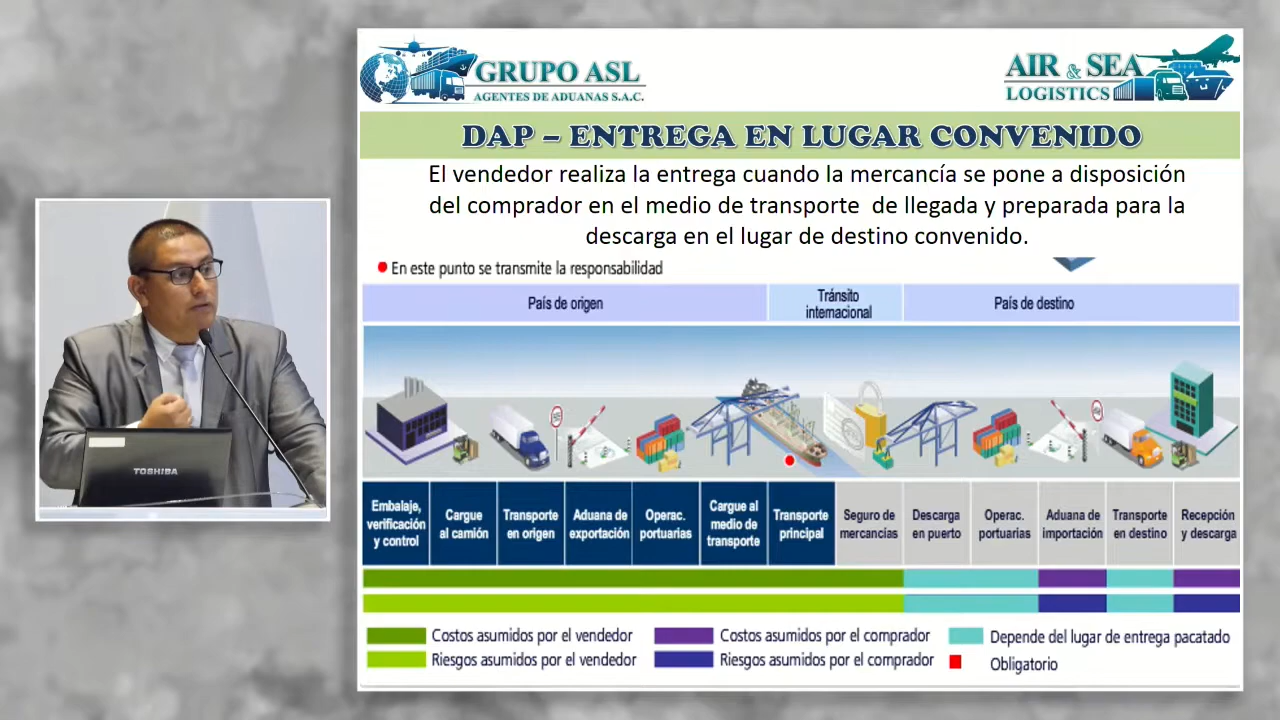 GRUPO ASL
AGENTES DE ADUANAS S.A.C.
AIR & SEA
LOGISTICS
DAP – ENTREGA EN LUGAR CONVENIDO
El vendedor realiza la entrega cuando la mercancía se pone a disposición
del comprador en el medio de transporte de llegada y preparada para la
descarga en el lugar de destino convenido.
En este punto se transmite la responsabilidad
País de origen
Tránsito
internacional
País de destino
Embalaje,
verificación
y control
Cargue
al camión
Transporte
en origen
Aduana de
exportación
Operac.
portuarias
Cargue al
medio de
transporte
Transporte
principal
Seguro de
mercancías
Descarga
en puerto
Operac.
portuarias
Aduana de
importación
Transporte
en destino
Recepción
y descarga
Costos asumidos por el vendedor
Costos asumidos por el comprador
Depende del lugar de entrega pacatado
Riesgos asumidos por el vendedor
Riesgos asumidos por el comprador
Obligatorio
TOSHIBA